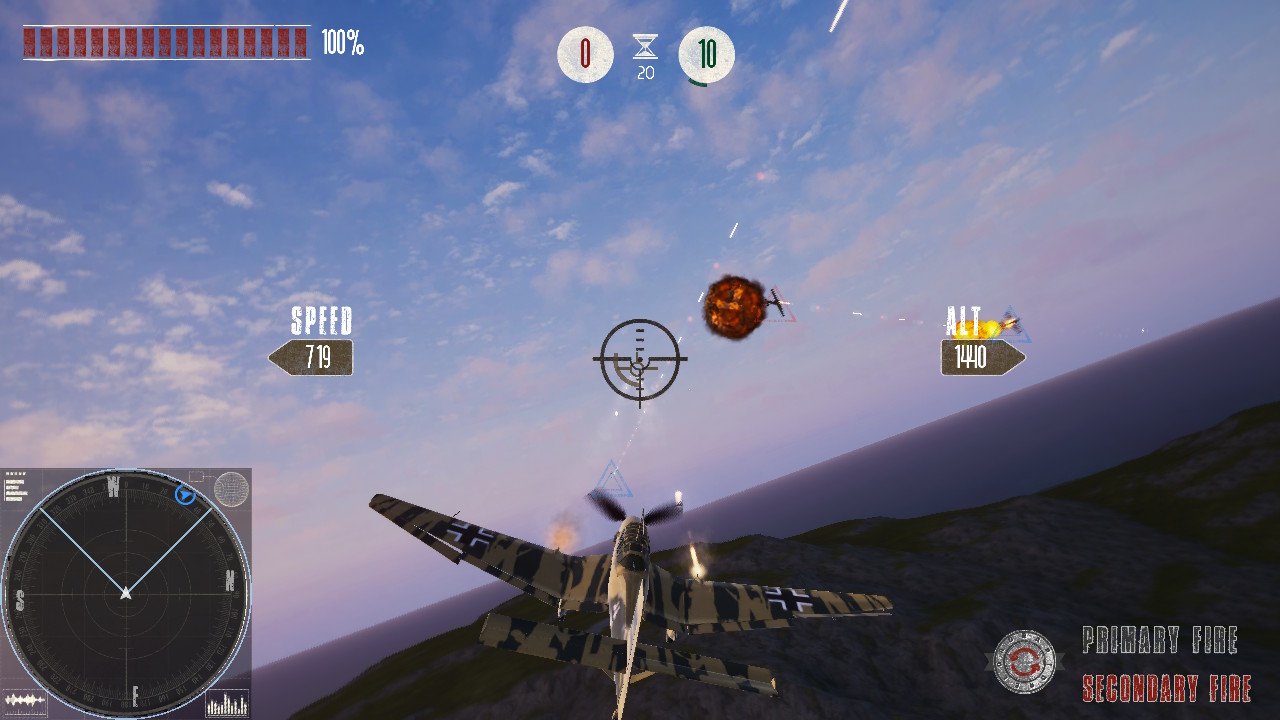 100%
0
20
10
SPEED
719
ALT
1440
W
N
S
E
PRIMARY FIRE
SECONDARY FIRE